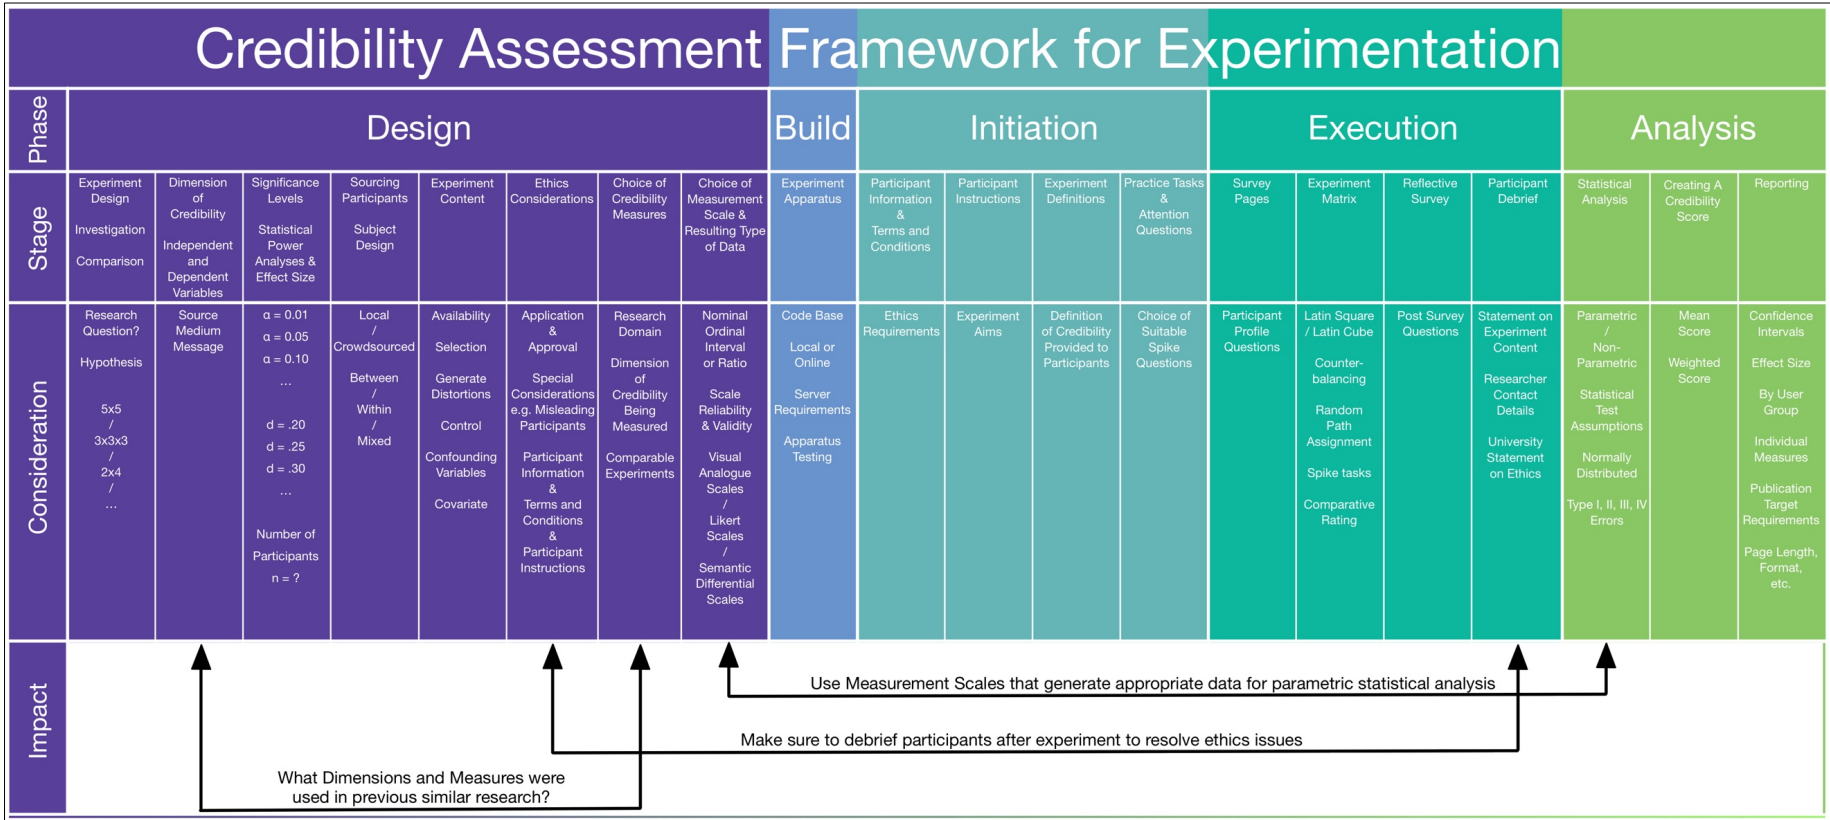 Credibility Assessment Framework for Experimentation
Phase
Design
Build
Initiation
Execution
Analysis
Stage
Experiment
Design
Investigation
Comparison
Dimension
of
Credibility
Independent
and
Dependent
Variables
Significance
Levels
Statistical
Power
Analyses &
Effect Size
Sourcing
Participants
Subject
Design
Experiment
Content
Ethics
Considerations
Choice of
Credibility
Measures
Choice of
Measurement
Scale &
Resulting Type
of Data
Experiment
Apparatus
Participant
Information
&
Terms and
Conditions
Participant
Instructions
Experiment
Definitions
Practice Tasks
&
Attention
Questions
Survey
Pages
Experiment
Matrix
Reflective
Survey
Participant
Debrief
Statistical
Analysis
Creating A
Credibility
Score
Reporting
Consideration
Research
Question?
Hypothesis
5x5
/
3x3x3
/
2x4
/
...
Source
Medium
Message
α = 0.01
α = 0.05
α = 0.10
...
d = .20
d = .25
d = .30
...
Number of
Participants
n = ?
Local
/
Crowdsourced
Between
/
Within
/
Mixed
Availability
Selection
Generate
Distortions
Control
Confounding
Variables
Covariate
Application
&
Approval
Special
Considerations
e.g. Misleading
Participants
Participant
Information
&
Terms and
Conditions
&
Participant
Instructions
Research
Domain
Dimension
of
Credibility
Being
Measured
Comparable
Experiments
Nominal
Ordinal
Interval
or Ratio
Scale
Reliability
& Validity
Visual
Analogue
Scales
/
Likert
Scales
/
Semantic
Differential
Scales
Code Base
Local or
Online
Server
Requirements
Apparatus
Testing
Ethics
Requirements
Experiment
Aims
Definition
of Credibility
Provided to
Participants
Choice of
Suitable
Spike
Questions
Participant
Profile
Questions
Latin Square
/ Latin Cube
Counter-
balancing
Random
Path
Assignment
Spike tasks
Comparative
Rating
Post Survey
Questions
Statement on
Experiment
Content
Researcher
Contact
Details
University
Statement
on Ethics
Parametric
/
Non-
Parametric
Statistical
Test
Assumptions
Normally
Distributed
Type I, II, III, IV
Errors
Mean
Score
Weighted
Score
Confidence
Intervals
Effect Size
By User
Group
Individual
Measures
Publication
Target
Requirements
Page Length,
Format,
etc.
Impact
Use Measurement Scales that generate appropriate data for parametric statistical analysis
Make sure to debrief participants after experiment to resolve ethics issues
What Dimensions and Measures were
used in previous similar research?